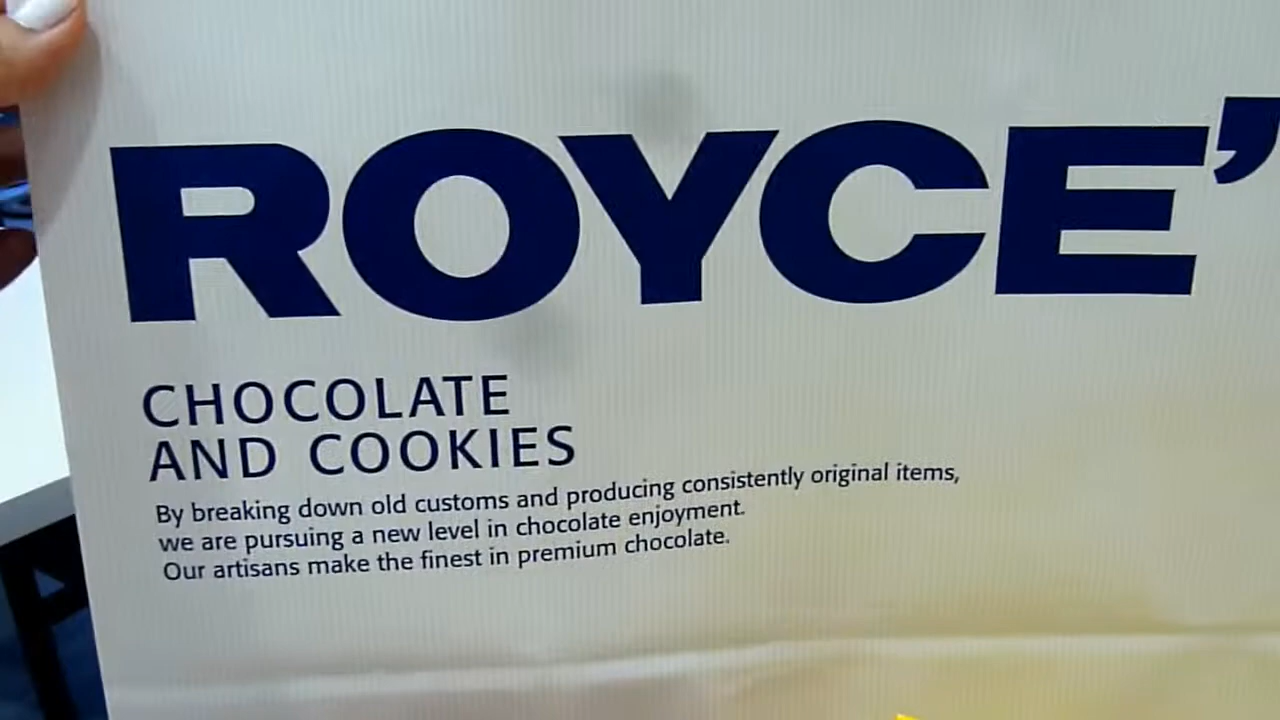 ROYCE'
CHOCOLATE
AND COOKIES
By breaking down old customs and producing consistently original items,
we are pursuing a new level in chocolate enjoyment.
Our artisans make the finest in premium chocolate.